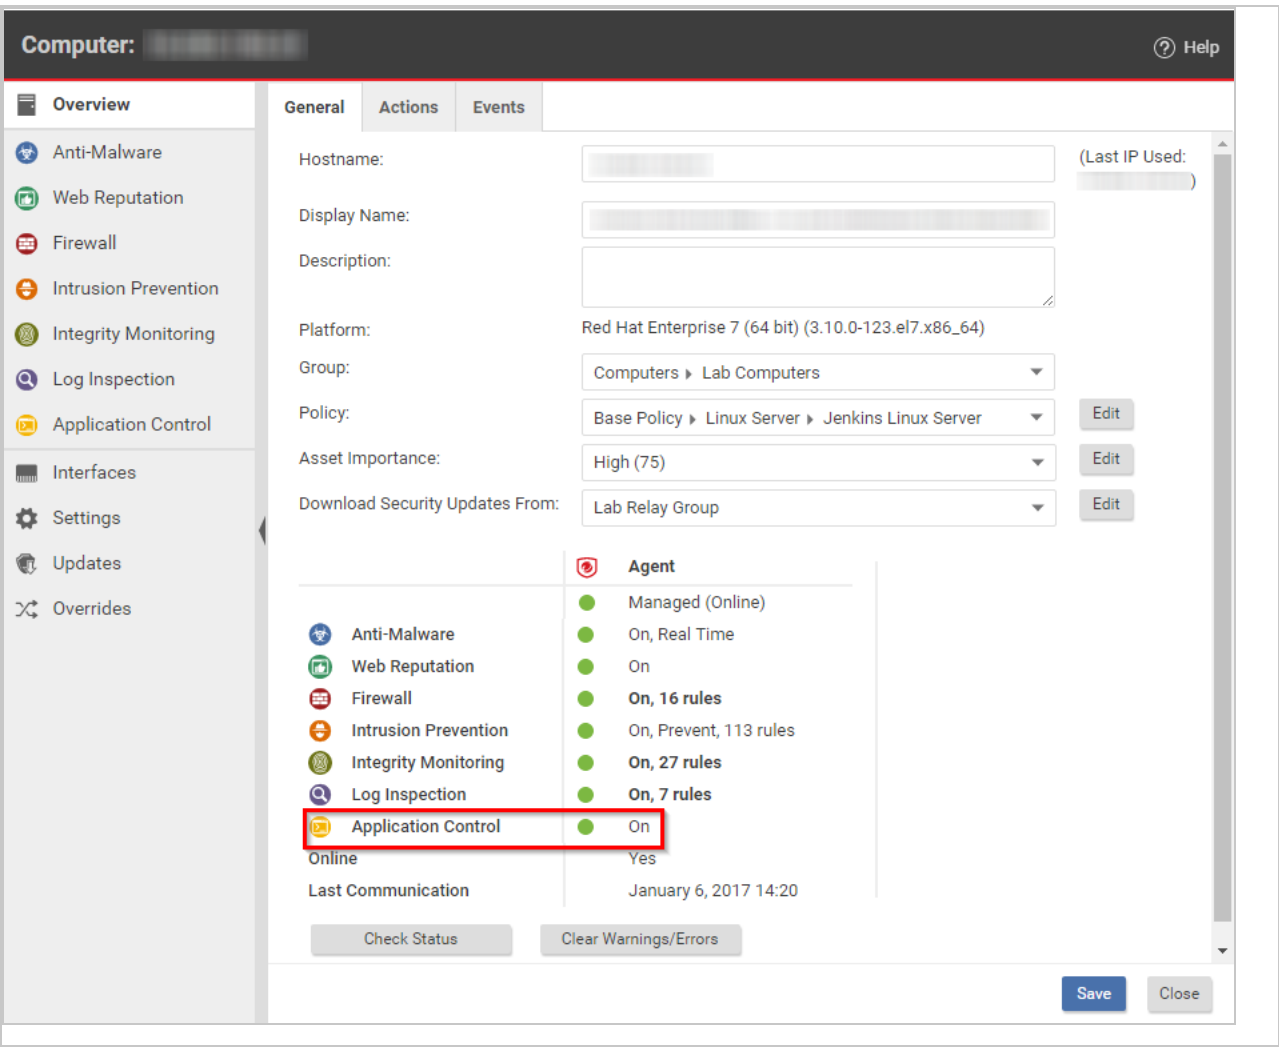 Computer:
Help
Overview
Anti-Malware
Web Reputation
Firewall
Intrusion Prevention
Integrity Monitoring
Log Inspection
Application Control
Interfaces
Settings
Updates
Overrides
General Actions Events
Hostname:
(Last IP Used:
)
Display Name:
Description:
Platform: Red Hat Enterprise 7 (64 bit) (3.10.0-123.el7.x86_64)
Group: Computers Lab Computers
Policy: Base Policy Linux Server Jenkins Linux Server Edit
Asset Importance: High (75) Edit
Download Security Updates From: Lab Relay Group Edit
Agent
Managed (Online)
Anti-Malware On, Real Time
Web Reputation On
Firewall On, 16 rules
Intrusion Prevention On, Prevent, 113 rules
Integrity Monitoring On, 27 rules
Log Inspection On, 7 rules
Application Control On
Online Yes
Last Communication January 6, 2017 14:20
Check Status Clear Warnings/Errors
Save Close